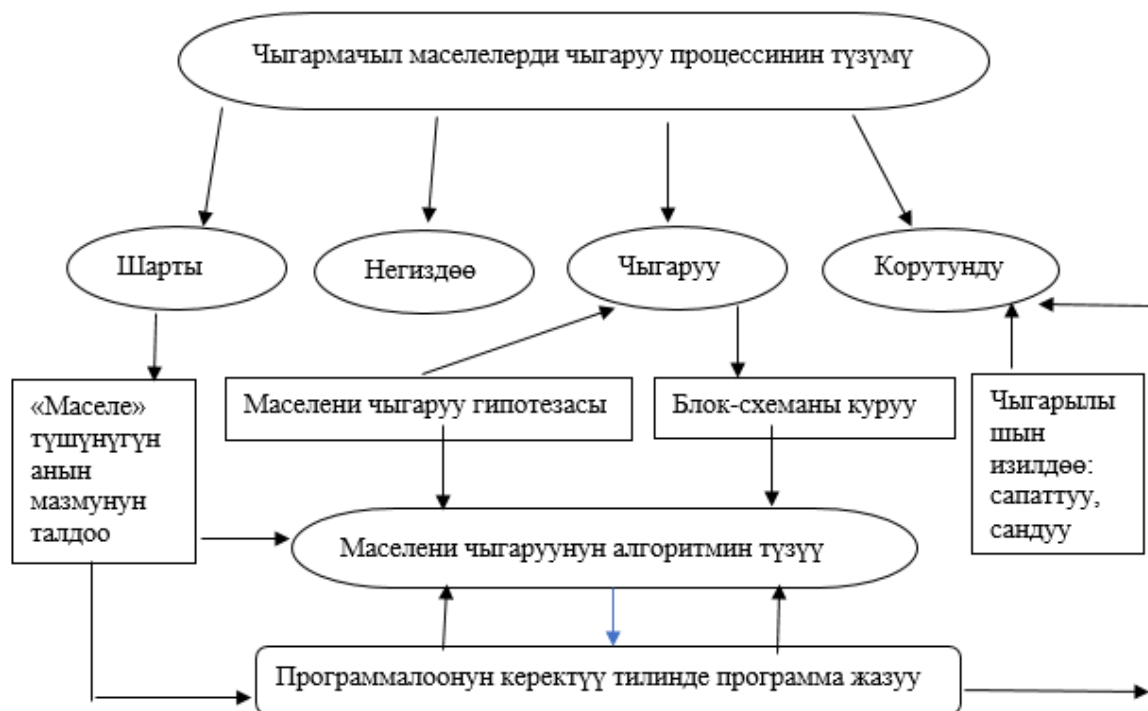 Чыгармачыл маселелерди чыгаруу процессинин түзүмү
Шарты
Негиздөө
Чыгаруу
Корутунду
«Маселе»
түшүнүгүн
анын
мазмунун
талдоо
Маселени чыгаруу гипотезасы
Блок-схеманы куруу
Чыгарылы
шын
изилдөө:
сапаттуу,
сандуу
Маселени чыгаруунун алгоритмин түзүү
Программалоонун керектүү тилинде программа жазуу